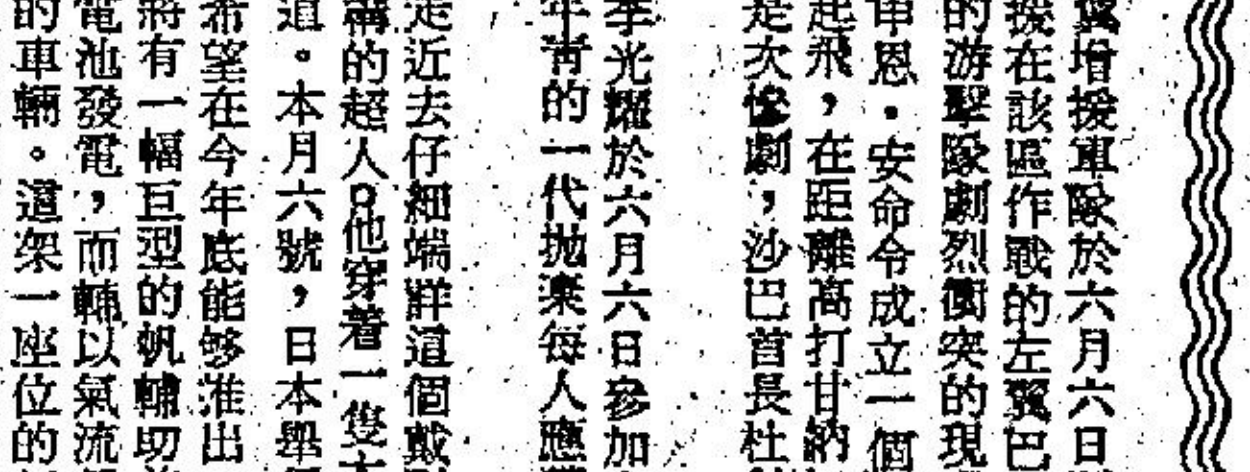 翼增援軍隊於六月六日
援在該區作戰的左翼巴
的游擊隊劇烈衝突的現
申恩・安命令成立一個
起飛，在距離高打甘納
是次慘劇，沙巴首長杜
李光耀於六月六日參加
年青的一代拋棄每人應
走近去仔細端詳這個戴
稱的超人。他穿着一隻
道。本月六號，日本舉
希望在今年底能够准出
將有一幅巨型的帆輔切
電池發電，而輔以氣流
的車輛。這架一座位的